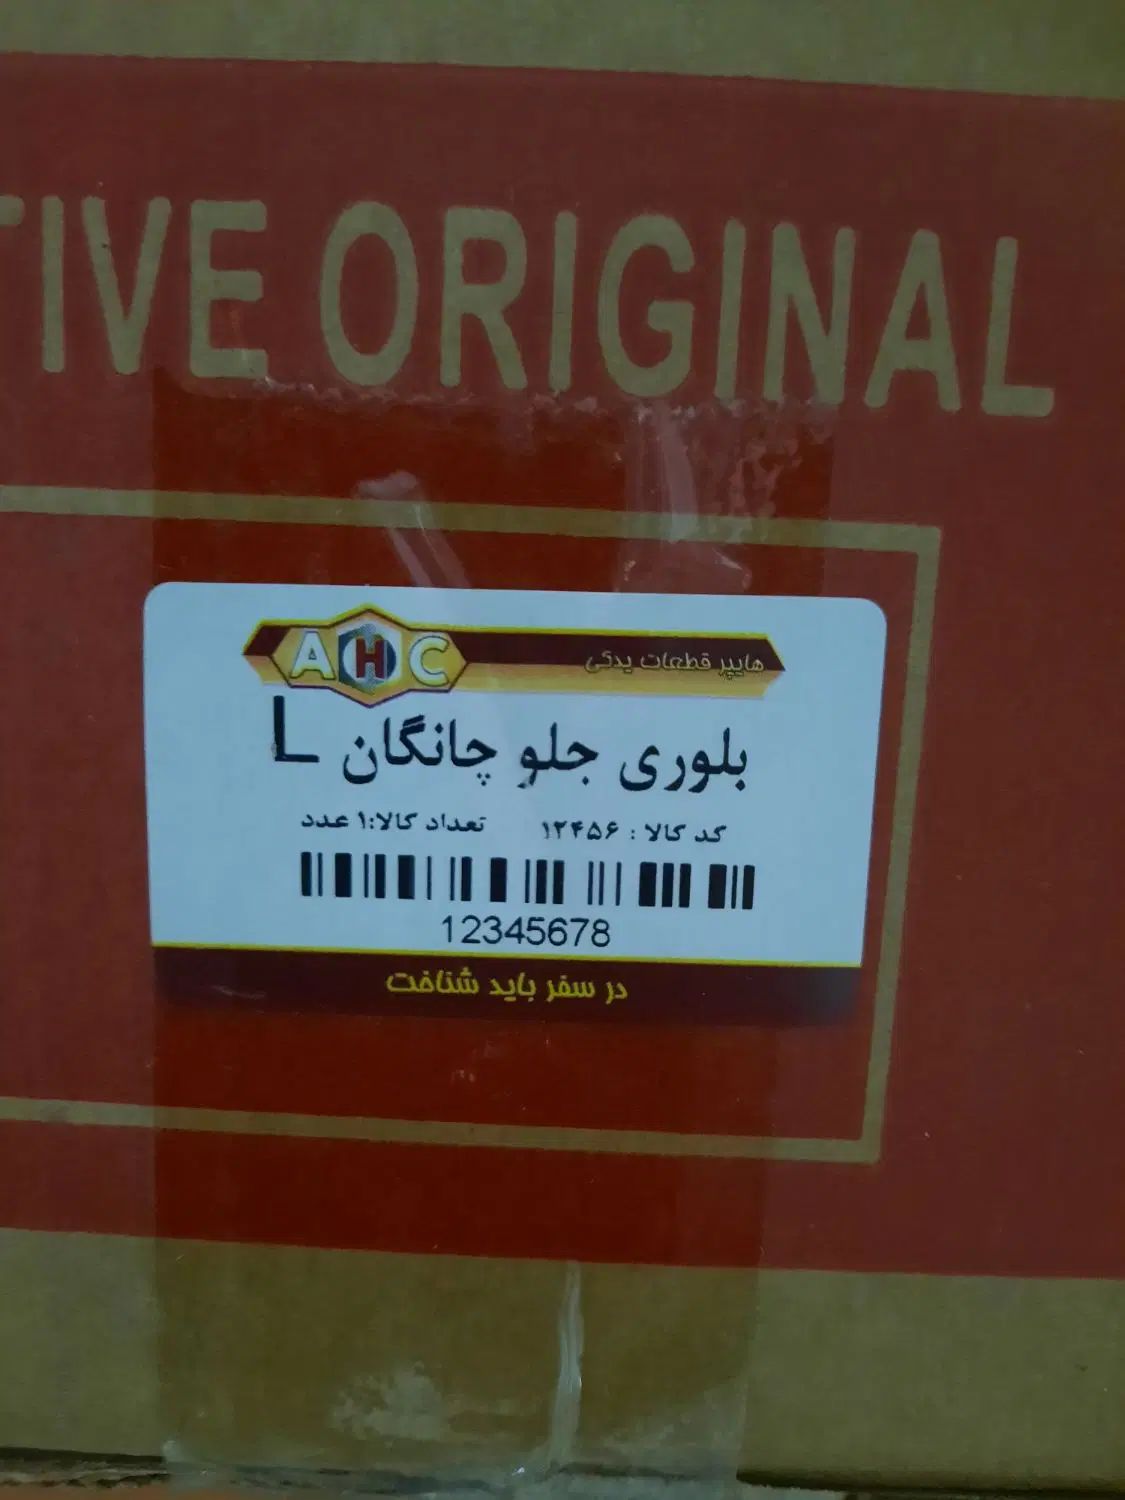 TIVE ORIGINAL
AHC هایپر قطعات یدکی
بلوری جلو چانگان L
کد کالا : ۱۲۴۵۶ تعداد کالا:۱ عدد
12345678
در سفر باید شناخت